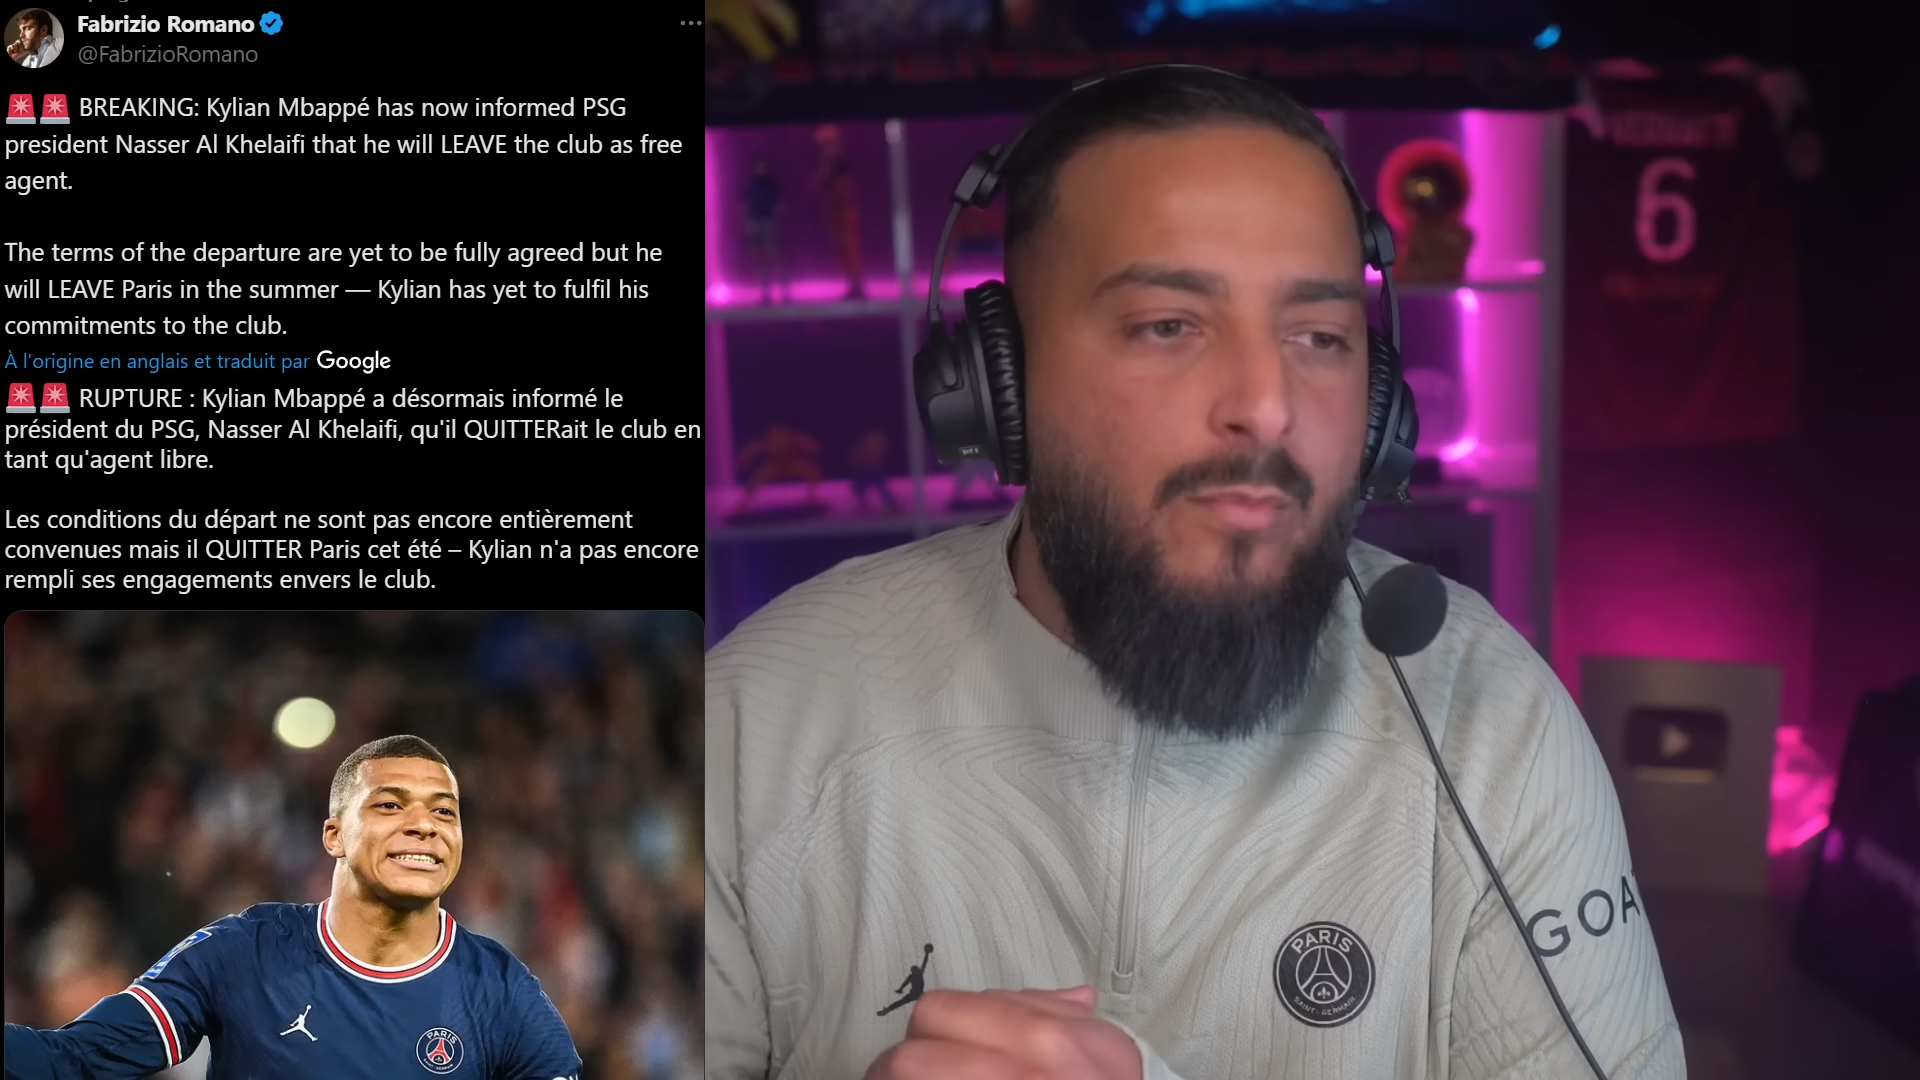 Fabrizio Romano
@FabrizioRomano
🚨🚨 BREAKING: Kylian Mbappé has now informed PSG
president Nasser Al Khelaifi that he will LEAVE the club as free
agent.
The terms of the departure are yet to be fully agreed but he
will LEAVE Paris in the summer — Kylian has yet to fulfil his
commitments to the club.
À l'origine en anglais et traduit par Google
🚨🚨 RUPTURE : Kylian Mbappé a désormais informé le
président du PSG, Nasser Al Khelaifi, qu'il QUITTERait le club en
tant qu'agent libre.
Les conditions du départ ne sont pas encore entièrement
convenues mais il QUITTER Paris cet été – Kylian n'a pas encore
rempli ses engagements envers le club.
PARIS
SAINT-GERMAIN
6
PARIS
SAINT-GERMAIN
GOA